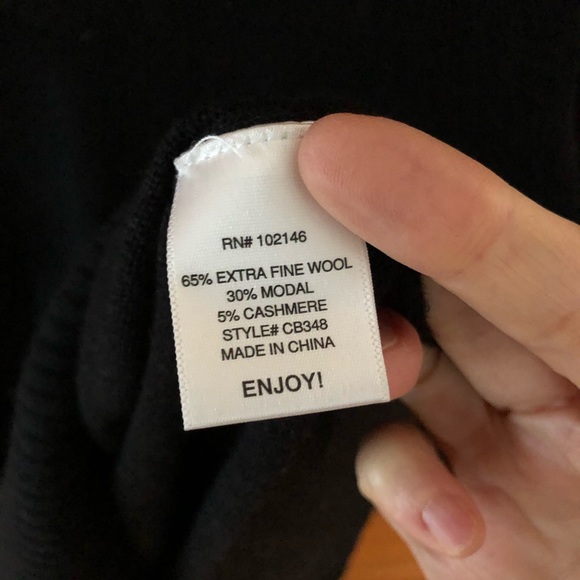 RN# 102146
65% EXTRA FINE WOOL
30% MODAL
5% CASHMERE
STYLE# CB348
MADE IN CHINA
ENJOY!